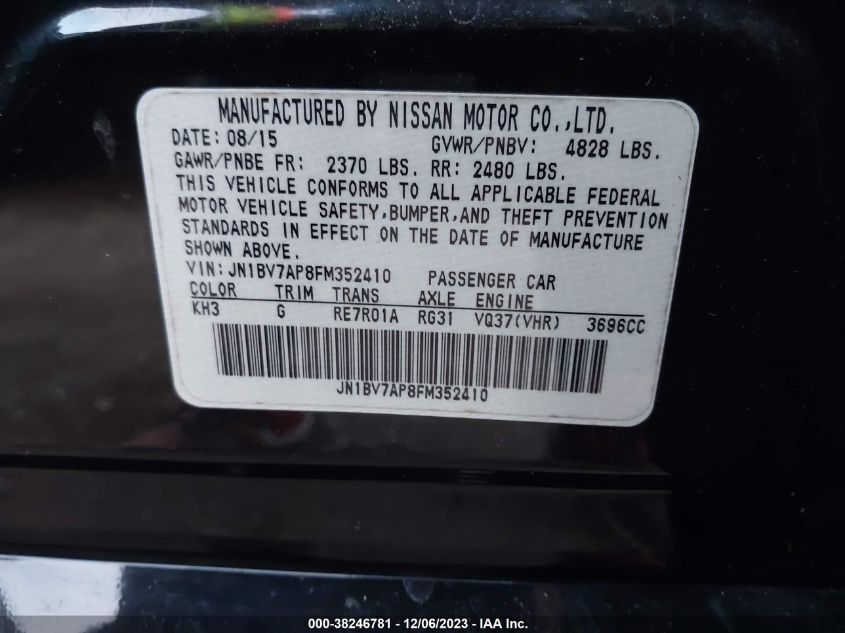 MANUFACTURED BY NISSAN MOTOR CO.,LTD.
DATE: 08/15 GVWR/PNBV: 4828 LBS.
GAWR/PNBE FR: 2370 LBS. RR: 2480 LBS.
THIS VEHICLE CONFORMS TO ALL APPLICABLE FEDERAL
MOTOR VEHICLE SAFETY,BUMPER,AND THEFT PREVENTION
STANDARDS IN EFFECT ON THE DATE OF MANUFACTURE
SHOWN ABOVE.
VIN:JN1BV7AP8FM352410 PASSENGER CAR
COLOR TRIM TRANS AXLE ENGINE
KH3 G RE7R01A RG31 VQ37(VHR) 3696CC
JN1BV7AP8FM352410
000-38246781 - 12/06/2023 - © IAA, Inc.